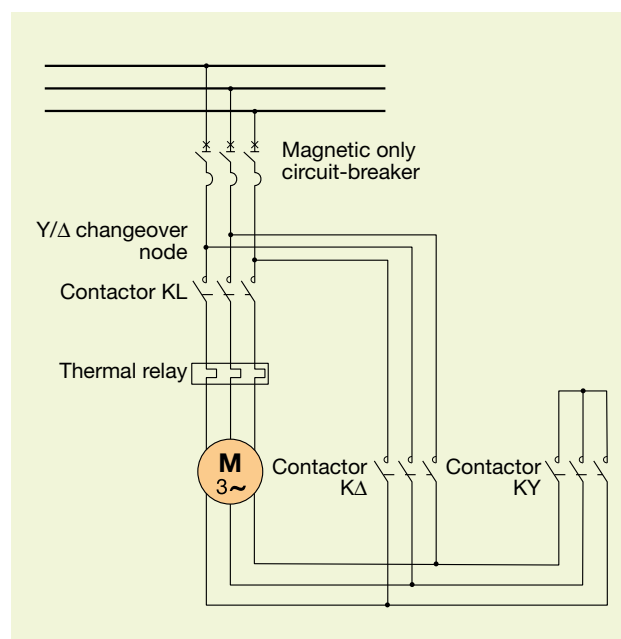 Magnetic only
circuit-breaker
Y/Δ changeover
node
Contactor KL
Thermal relay
M
3~
Contactor
KΔ
Contactor
KY